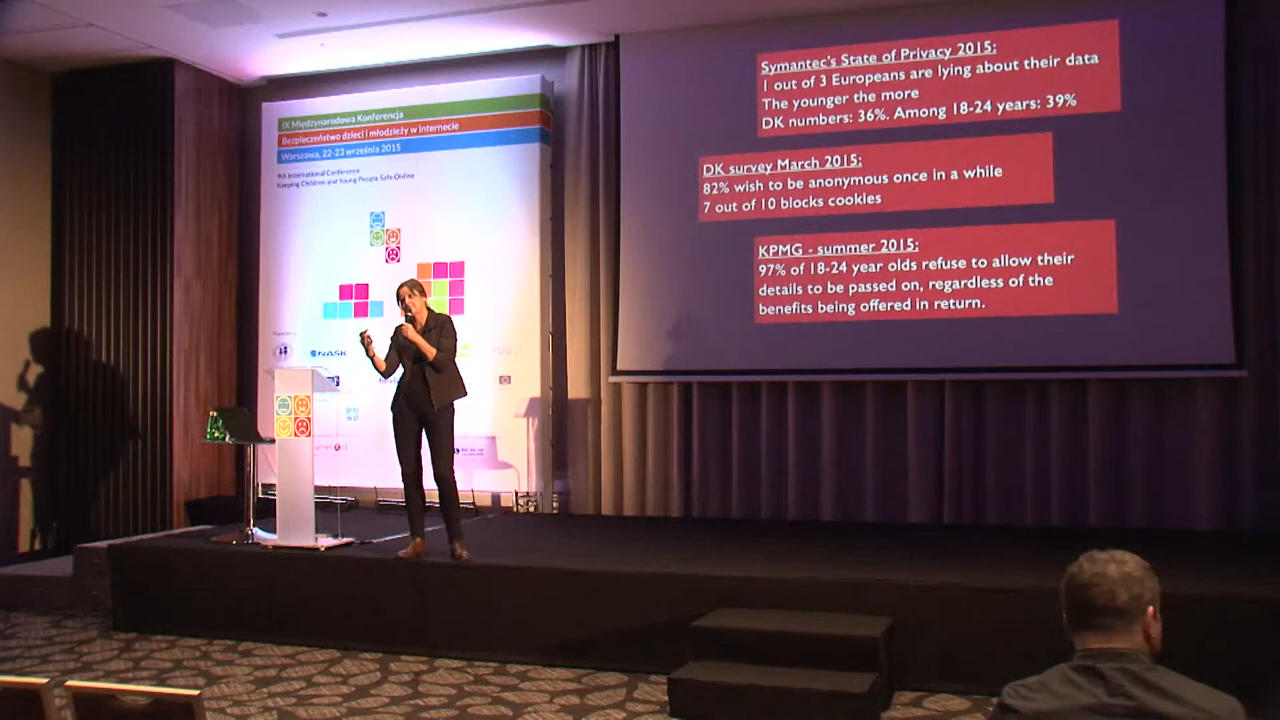 IX Międzynarodowa Konferencja
Bezpieczeństwo dzieci i młodzieży w internecie
Warszawa, 22-23 września 2015
9th International Conference
Keeping Children and Young People Safe Online
NASK
Symantec's State of Privacy 2015:
1 out of 3 Europeans are lying about their data
The younger the more
DK numbers: 36%. Among 18-24 years: 39%
DK survey March 2015:
82% wish to be anonymous once in a while
7 out of 10 blocks cookies
KPMG - summer 2015:
97% of 18-24 year olds refuse to allow their
details to be passed on, regardless of the
benefits being offered in return.